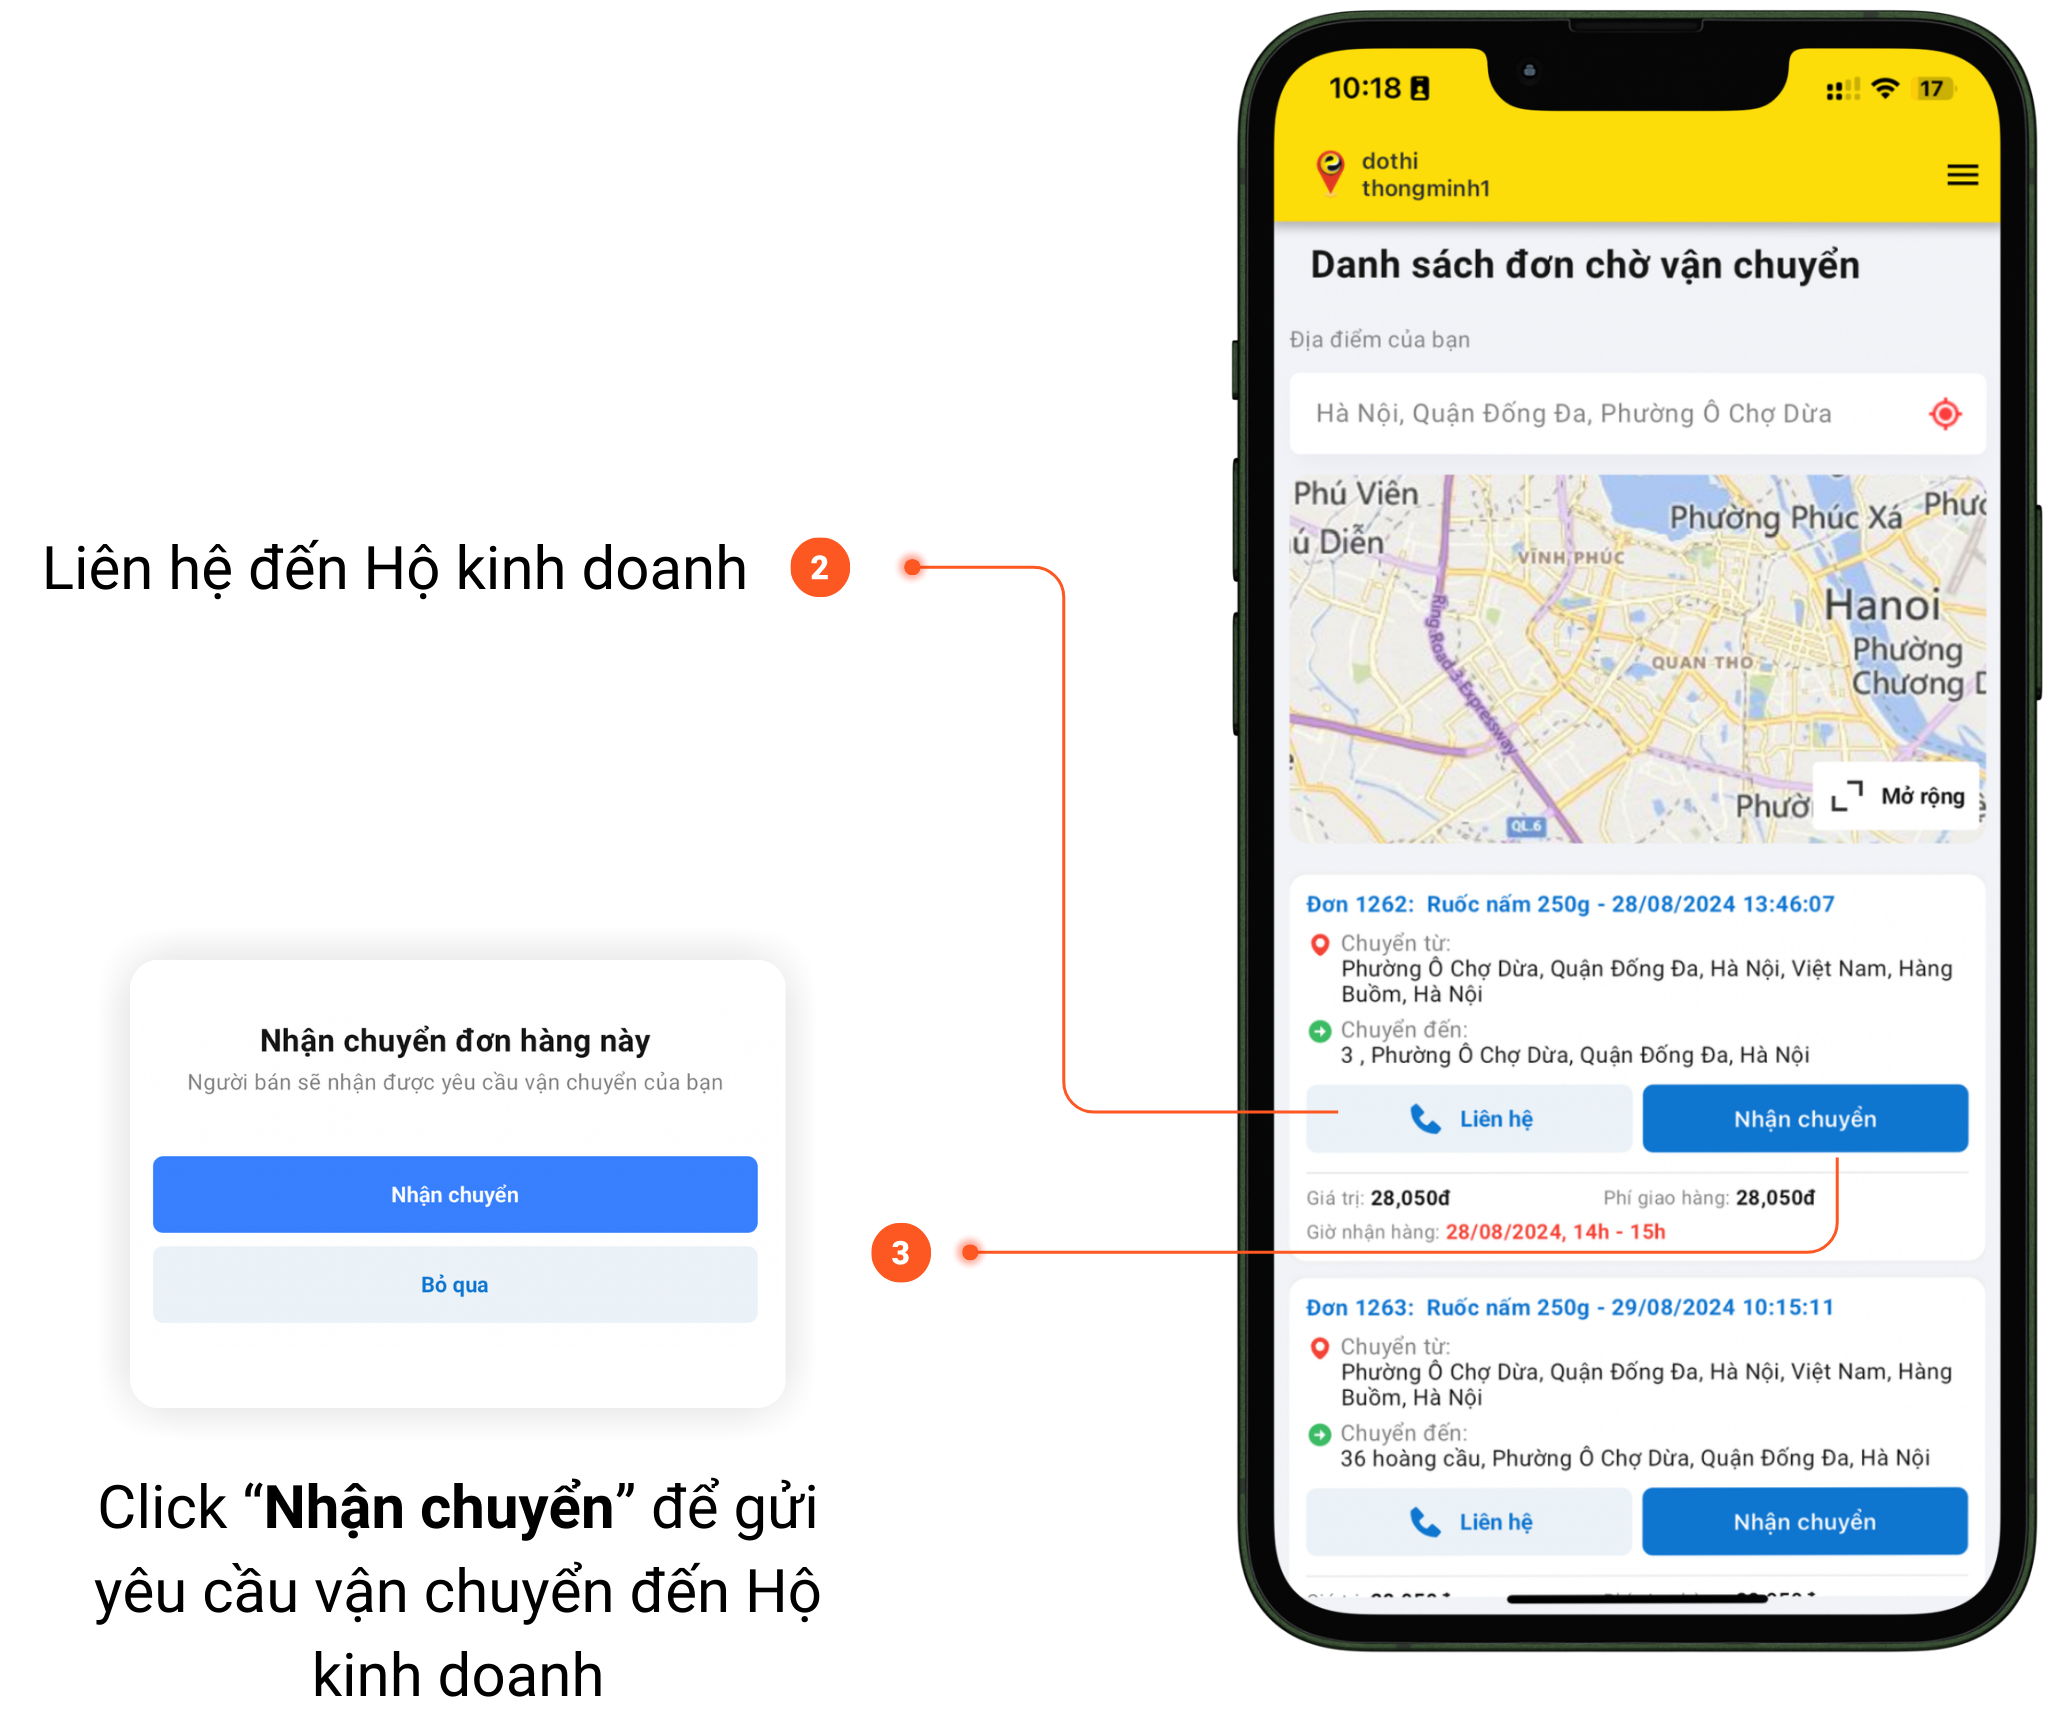 Liên hệ đến Hộ kinh doanh
2
Nhận chuyển đơn hàng này
Người bán sẽ nhận được yêu cầu vận chuyển của bạn
Nhận chuyển
Bỏ qua
3
Click “Nhận chuyển” để gửi
yêu cầu vận chuyển đến Hộ
kinh doanh
10:18
17
dothi
thongminh1
Danh sách đơn chờ vận chuyển
Địa điểm của bạn
Hà Nội, Quận Đống Đa, Phường Ô Chợ Dừa
Phú Viên
Phường Phúc Xá
Diễn
VĨNH PHÚC
Hanoi
Ring Road 3 Expressway
Phường
Chương
QUAN THO
Mở rộng
QL.6
Đơn 1262: Ruốc nấm 250g - 28/08/2024 13:46:07
Chuyển từ:
Phường Ô Chợ Dừa, Quận Đống Đa, Hà Nội, Việt Nam, Hàng
Buồm, Hà Nội
Chuyển đến:
3 , Phường Ô Chợ Dừa, Quận Đống Đa, Hà Nội
Liên hệ
Nhận chuyển
Giá trị: 28,050đ
Phí giao hàng: 28,050đ
Giờ nhận hàng: 28/08/2024, 14h - 15h
Đơn 1263: Ruốc nấm 250g - 29/08/2024 10:15:11
Chuyển từ:
Phường Ô Chợ Dừa, Quận Đống Đa, Hà Nội, Việt Nam, Hàng
Buồm, Hà Nội
Chuyển đến:
36 hoàng cầu, Phường Ô Chợ Dừa, Quận Đống Đa, Hà Nội
Liên hệ
Nhận chuyển